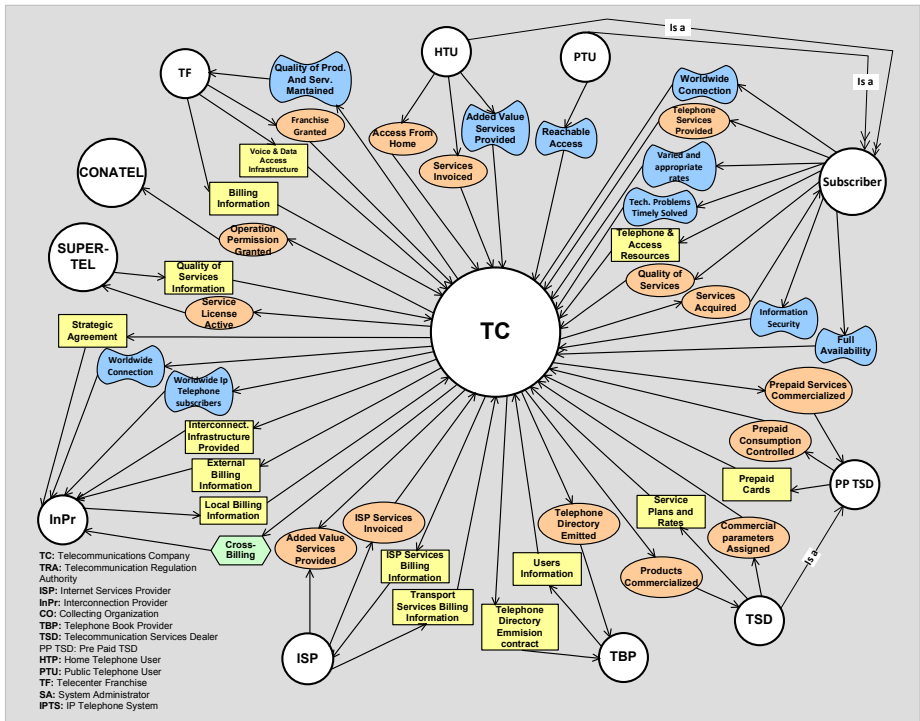 HTU
PTU
Is a
Is a
TF
Quality of Prod.
And Serv.
Mantained
Franchise
Granted
Voice & Data
Access
Infrastructure
Billing
Information
Access From
Home
Services
Invoiced
Added Value
Services
Provided
Reachable
Access
Worldwide
Connection
Telephone
Services
Provided
Varied and
appropriate
rates
Tech. Problems
Timely Solved
Telephone &
Access
Resources
Quality of
Services
Services
Acquired
Information
Security
Full
Availability
Subscriber
CONATEL
Operation
Permission
Granted
SUPER-
TEL
Quality of
Services
Information
Service
License
Active
TC
Strategic
Agreement
Worldwide
Connection
Worldwide Ip
Telephone
subscribers
Interconnect.
Infrastructure
Provided
External
Billing
Information
Local Billing
Information
InPr
Cross-
Billing
Added Value
Services
Provided
ISP Services
Invoiced
ISP Services
Billing
Information
Transport
Services Billing
Information
ISP
Telephone
Directory
Emmision
contract
Users
Information
Telephone
Directory
Emitted
TBP
Products
Commercialized
Service
Plans and
Rates
Commercial
parameters
Assigned
TSD
Is a
Prepaid Services
Commercialized
Prepaid
Consumption
Controlled
Prepaid
Cards
PP TSD
TC: Telecommunications Company
TRA: Telecommunication Regulation
Authority
ISP: Internet Services Provider
InPr: Interconnection Provider
CO: Collecting Organization
TBP: Telephone Book Provider
TSD: Telecommunication Services Dealer
PP TSD: Pre Paid TSD
HTP: Home Telephone User
PTU: Public Telephone User
TF: Telecenter Franchise
SA: System Administrator
IPTS: IP Telephone System